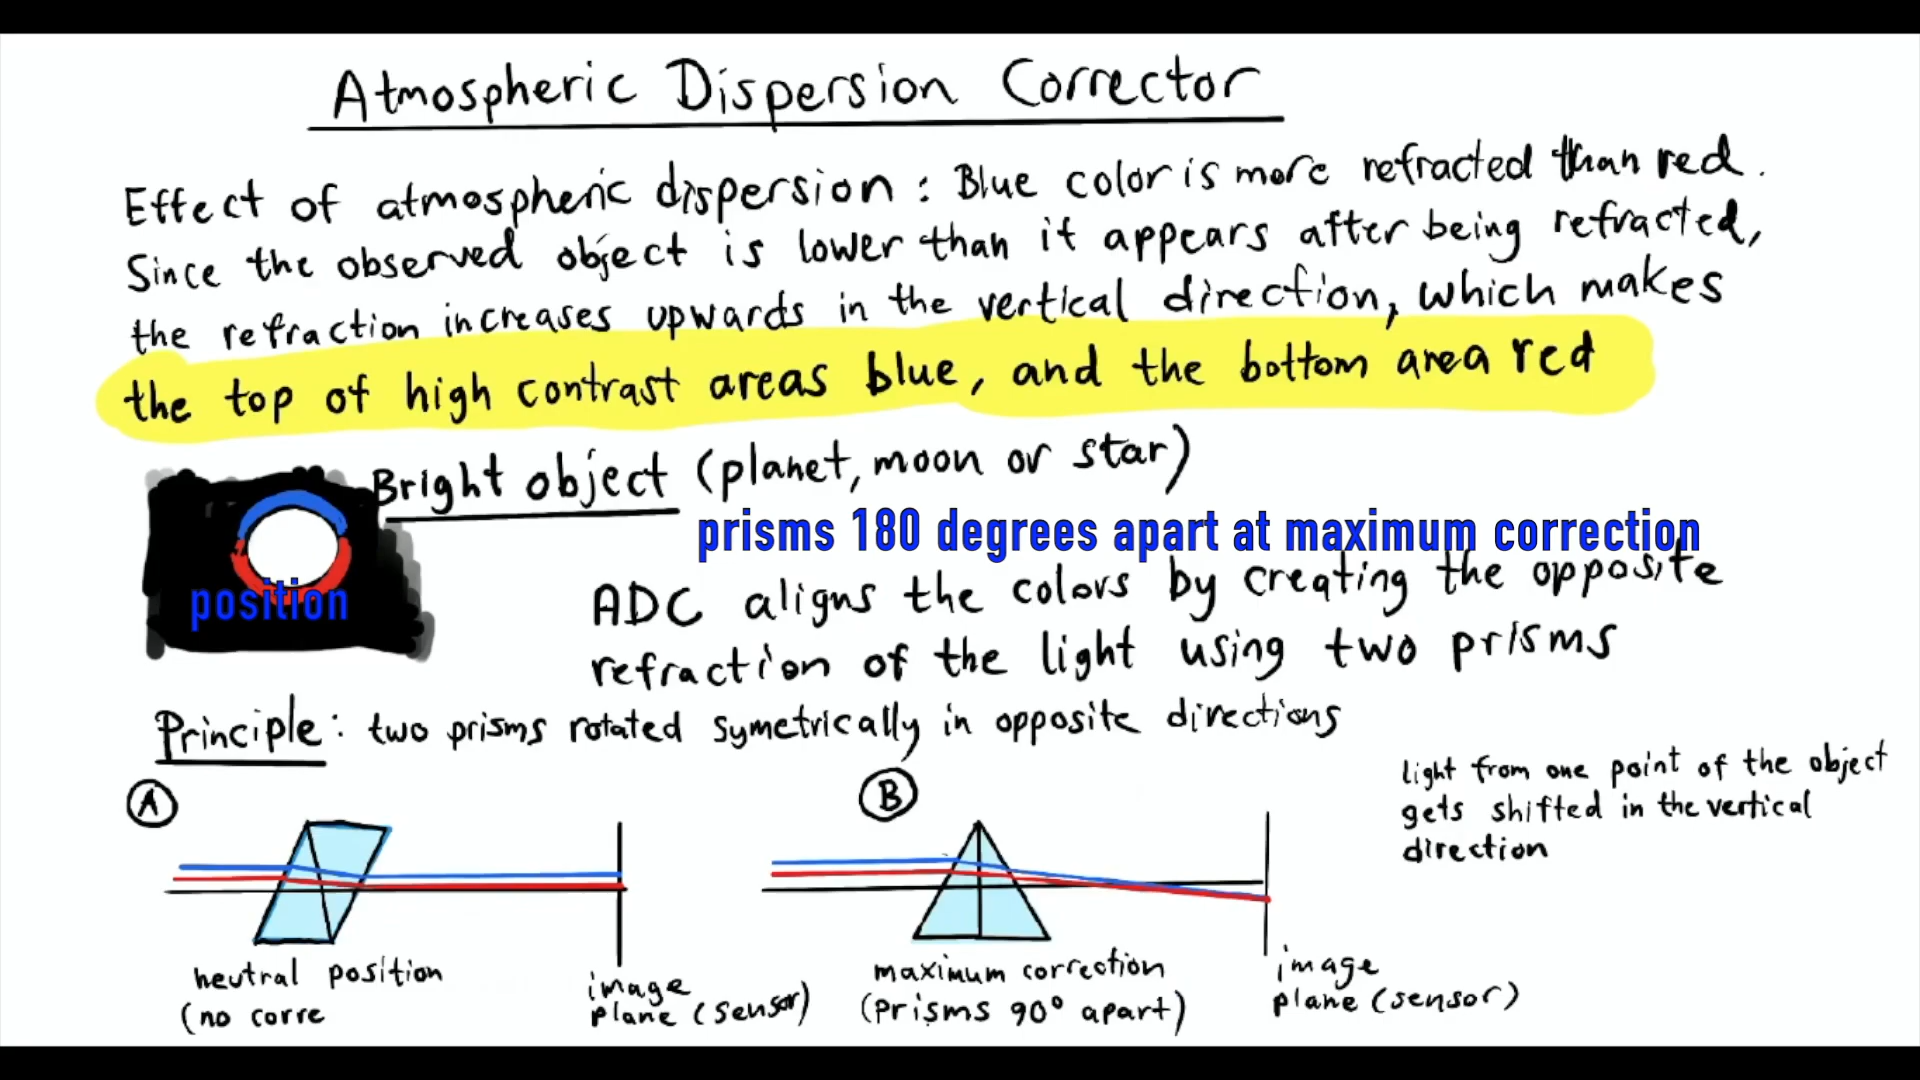 Atmospheric Dispersion Corrector
Effect of atmospheric dispersion: Blue color is more refracted than red.
Since the observed object is lower than it appears after being refracted,
the refraction increases upwards in the vertical direction, which makes
the top of high contrast areas blue, and the bottom area red
Bright object (planet, moon or star)
prisms 180 degrees apart at maximum correction
position
ADC aligns the colors by creating the opposite
refraction of the light using two prisms
Principle: two prisms rotated symetrically in opposite directions
A
neutral position
(no corre
image
plane (sensor)
B
maximum correction
(Prisms 90° apart)
image
plane (sensor)
light from one point of the object
gets shifted in the vertical
direction